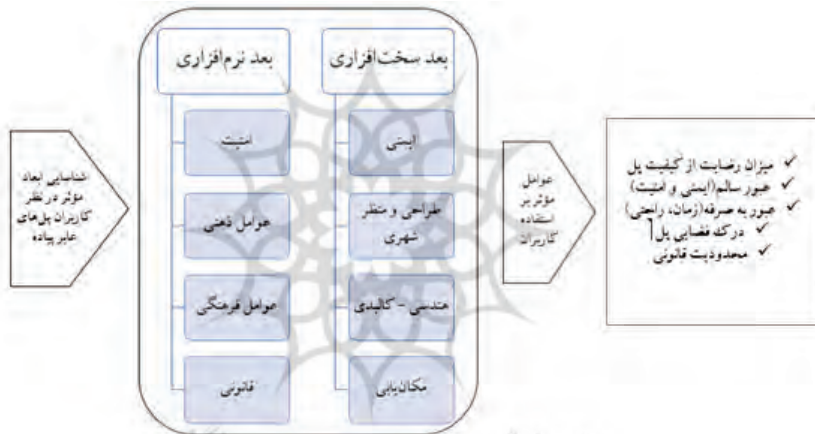 شناسایی ابعاد
مؤثر در نظر
کاربران پل‌های
عابر پیاده
بعد نرم‌افزاری
امنیت
عوامل ذهنی
عوامل فرهنگی
قانونی
بعد سخت‌افزاری
ایمنی
طراحی و منظر
شهری
هندسی - کالبدی
مکان‌یابی
عوامل
مؤثر بر
استفاده
کاربران
✓ میزان رضایت از کیفیت پل
✓ عبور سالم(ایمنی و امنیت)
✓ عبور به صرفه(زمان، راحتی)
✓ درک فضایی پل
✓ محدودیت قانونی